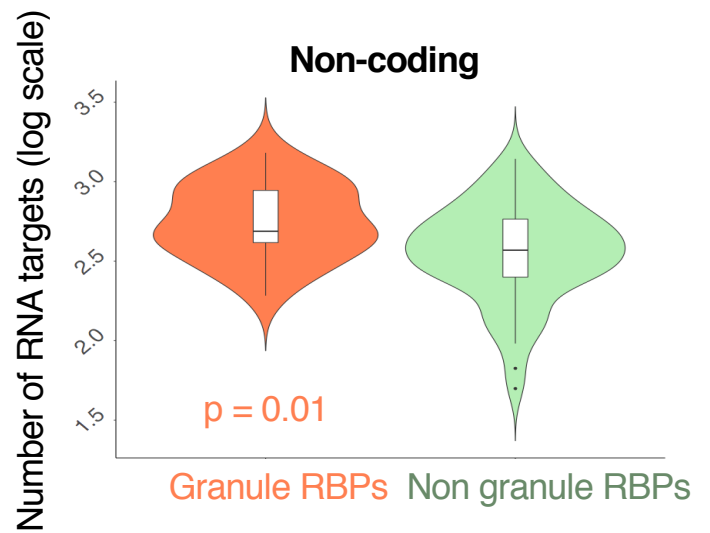 Non-coding
Number of RNA targets (log scale)
3.5
3.0
2.5
2.0
1.5
p = 0.01
Granule RBPs
Non granule RBPs